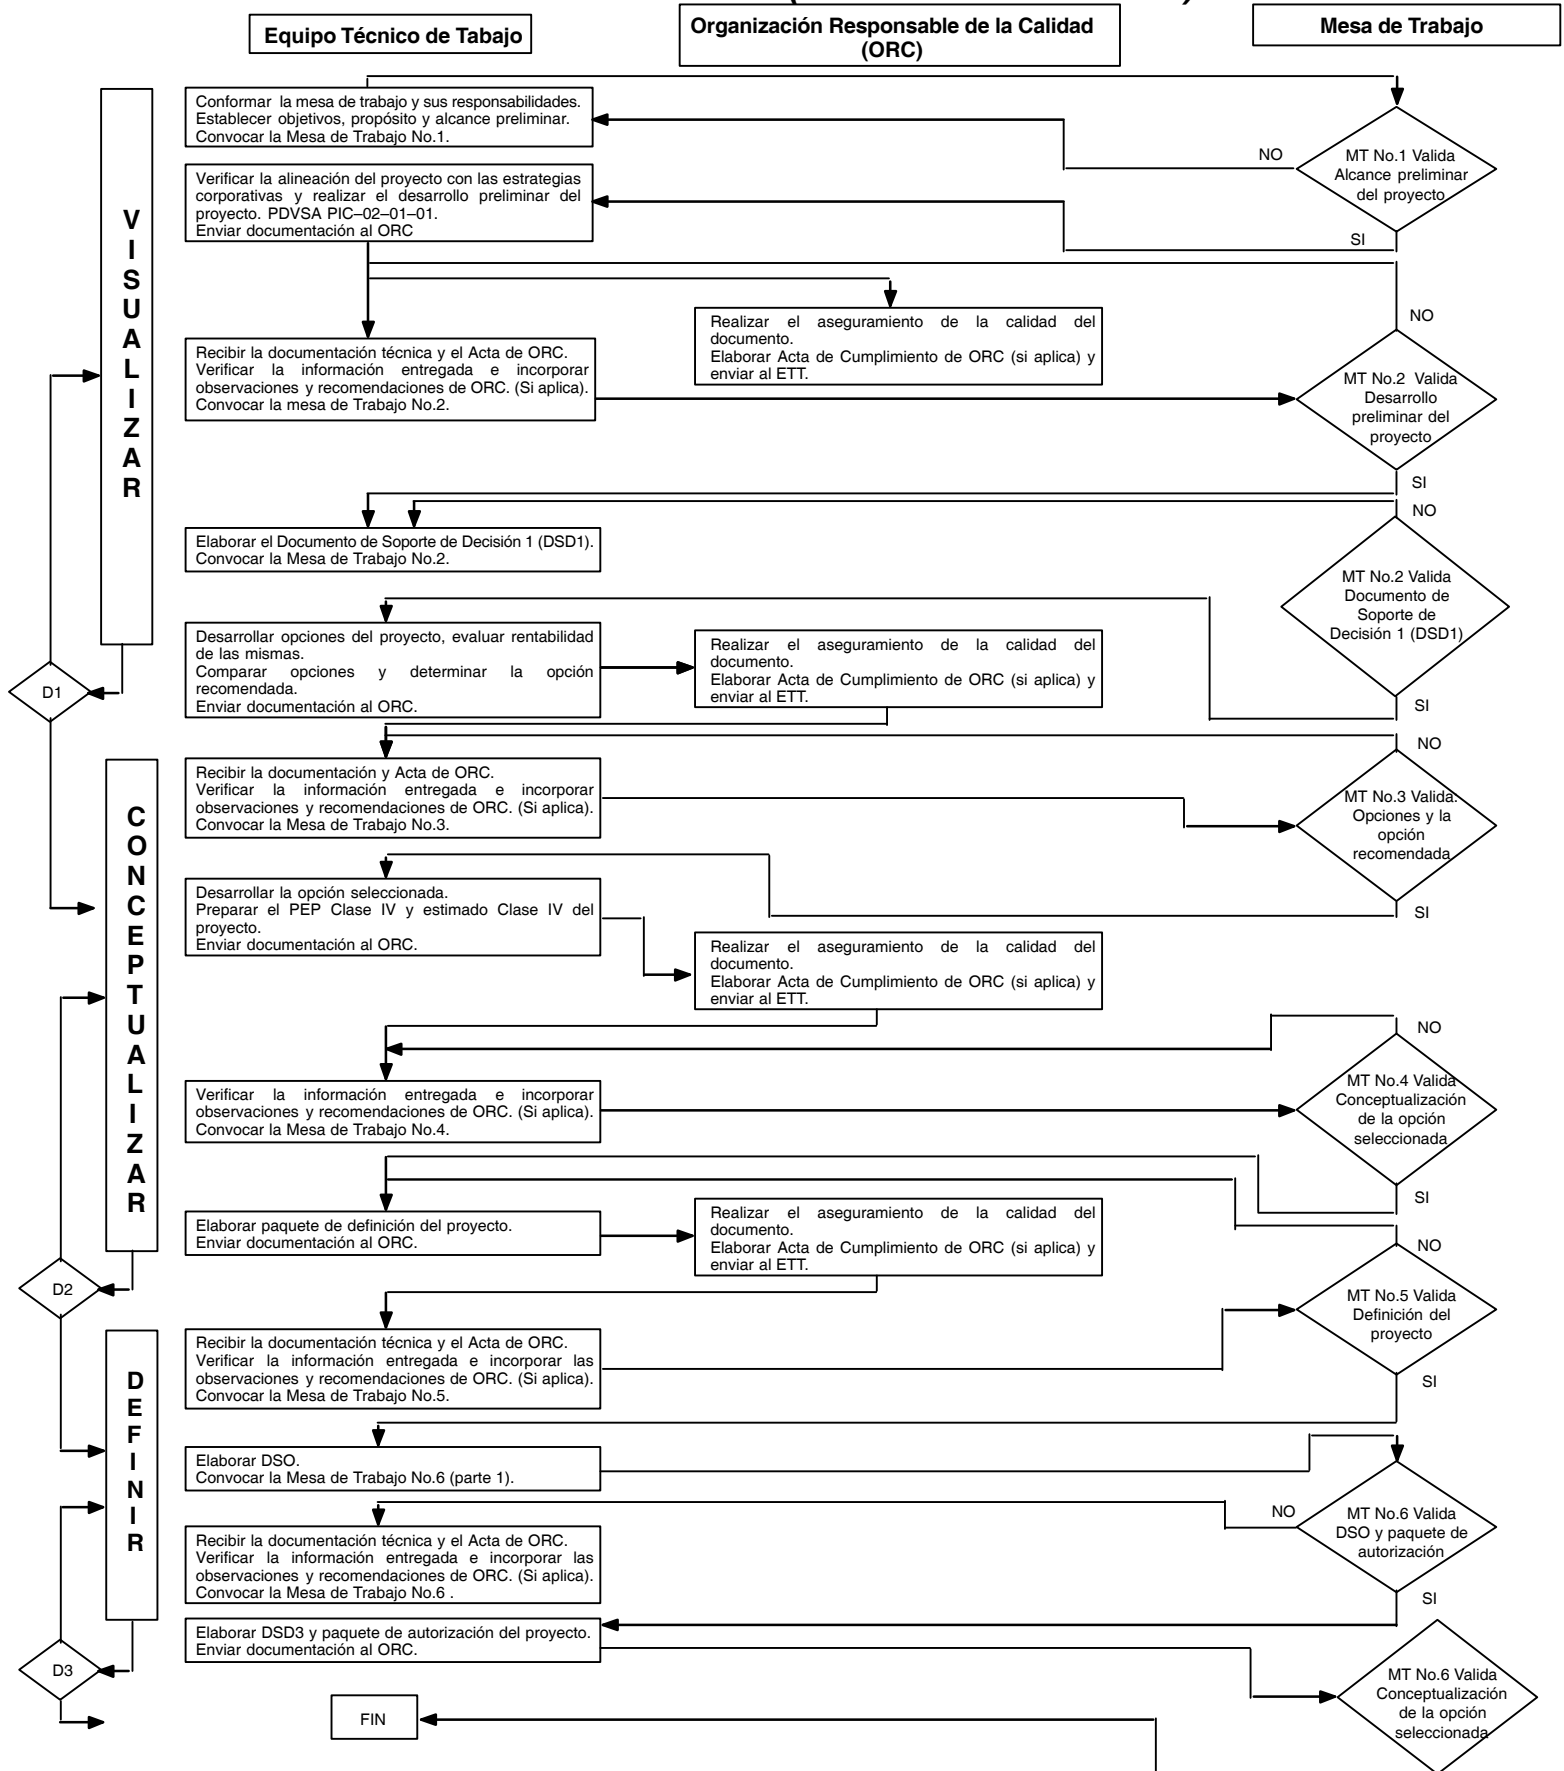 Equipo Técnico de Tabajo
Organización Responsable de la Calidad
(ORC)
Mesa de Trabajo
VISUALIZAR
Conformar la mesa de trabajo y sus responsabilidades.
Establecer objetivos, propósito y alcance preliminar.
Convocar la Mesa de Trabajo No.1.
NO
MT No.1 Valida
Alcance preliminar
del proyecto
SI
Verificar la alineación del proyecto con las estrategias
corporativas y realizar el desarrollo preliminar del
proyecto. PDVSA PIC–02–01–01.
Enviar documentación al ORC
Realizar el aseguramiento de la calidad del
documento.
Elaborar Acta de Cumplimiento de ORC (si aplica) y
enviar al ETT.
NO
Recibir la documentación técnica y el Acta de ORC.
Verificar la información entregada e incorporar
observaciones y recomendaciones de ORC. (Si aplica).
Convocar la mesa de Trabajo No.2.
MT No.2 Valida
Desarrollo
preliminar del
proyecto
SI
NO
Elaborar el Documento de Soporte de Decisión 1 (DSD1).
Convocar la Mesa de Trabajo No.2.
MT No.2 Valida
Documento de
Soporte de
Decisión 1 (DSD1)
SI
D1
Desarrollar opciones del proyecto, evaluar rentabilidad
de las mismas.
Comparar opciones y determinar la opción
recomendada.
Enviar documentación al ORC.
Realizar el aseguramiento de la calidad del
documento.
Elaborar Acta de Cumplimiento de ORC (si aplica) y
enviar al ETT.
NO
CONCEPTUALIZAR
Recibir la documentación y Acta de ORC.
Verificar la información entregada e incorporar
observaciones y recomendaciones de ORC. (Si aplica).
Convocar la Mesa de Trabajo No.3.
MT No.3 Valida.
Opciones y la
opción
recomendada
SI
Desarrollar la opción seleccionada.
Preparar el PEP Clase IV y estimado Clase IV del
proyecto.
Enviar documentación al ORC.
Realizar el aseguramiento de la calidad del
documento.
Elaborar Acta de Cumplimiento de ORC (si aplica) y
enviar al ETT.
NO
Verificar la información entregada e incorporar
observaciones y recomendaciones de ORC. (Si aplica).
Convocar la Mesa de Trabajo No.4.
MT No.4 Valida
Conceptualización
de la opción
seleccionada
SI
Elaborar paquete de definición del proyecto.
Enviar documentación al ORC.
Realizar el aseguramiento de la calidad del
documento.
Elaborar Acta de Cumplimiento de ORC (si aplica) y
enviar al ETT.
NO
D2
MT No.5 Valida
Definición del
proyecto
SI
DEFINIR
Recibir la documentación técnica y el Acta de ORC.
Verificar la información entregada e incorporar las
observaciones y recomendaciones de ORC. (Si aplica).
Convocar la Mesa de Trabajo No.5.
Elaborar DSO.
Convocar la Mesa de Trabajo No.6 (parte 1).
NO
MT No.6 Valida
DSO y paquete de
autorización
SI
Recibir la documentación técnica y el Acta de ORC.
Verificar la información entregada e incorporar las
observaciones y recomendaciones de ORC. (Si aplica).
Convocar la Mesa de Trabajo No.6 .
Elaborar DSD3 y paquete de autorización del proyecto.
Enviar documentación al ORC.
D3
MT No.6 Valida
Conceptualización
de la opción
seleccionada
FIN